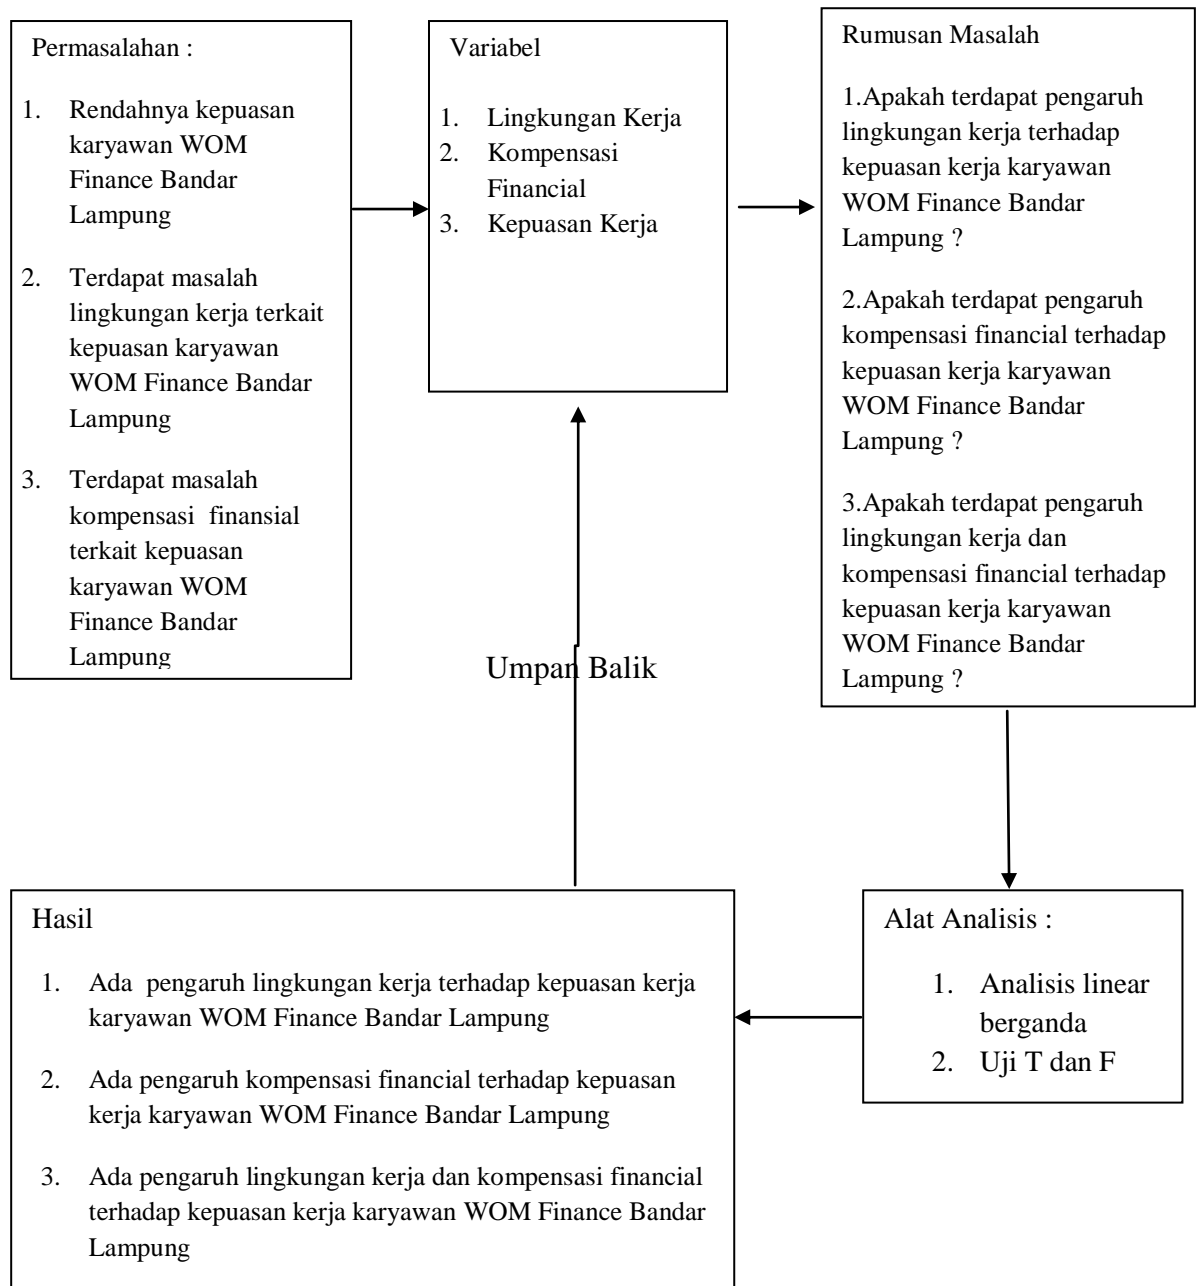 Permasalahan :
1. Rendahnya kepuasan
karyawan WOM
Finance Bandar
Lampung
2. Terdapat masalah
lingkungan kerja terkait
kepuasan karyawan
WOM Finance Bandar
Lampung
3. Terdapat masalah
kompensasi  finansial
terkait kepuasan
karyawan WOM
Finance Bandar
Lampung
Variabel
1. Lingkungan Kerja
2. Kompensasi
Financial
3. Kepuasan Kerja
Rumusan Masalah
1.Apakah terdapat pengaruh
lingkungan kerja terhadap
kepuasan kerja karyawan
WOM Finance Bandar
Lampung ?
2.Apakah terdapat pengaruh
kompensasi financial terhadap
kepuasan kerja karyawan
WOM Finance Bandar
Lampung ?
3.Apakah terdapat pengaruh
lingkungan kerja dan
kompensasi financial terhadap
kepuasan kerja karyawan
WOM Finance Bandar
Lampung ?
Umpan Balik
Alat Analisis :
1. Analisis linear
berganda
2. Uji T dan F
Hasil
1. Ada  pengaruh lingkungan kerja terhadap kepuasan kerja
karyawan WOM Finance Bandar Lampung
2. Ada pengaruh kompensasi financial terhadap kepuasan
kerja karyawan WOM Finance Bandar Lampung
3. Ada pengaruh lingkungan kerja dan kompensasi financial
terhadap kepuasan kerja karyawan WOM Finance Bandar
Lampung